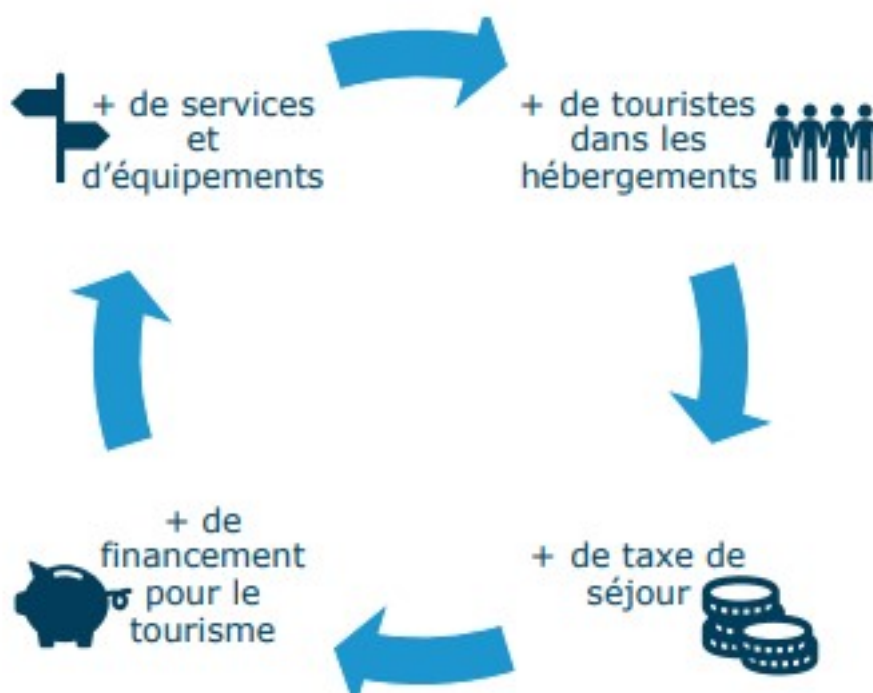 + de services
et
d'équipements
+ de touristes
dans les
hébergements
+ de taxe de
séjour
+ de
financement
pour le
tourisme